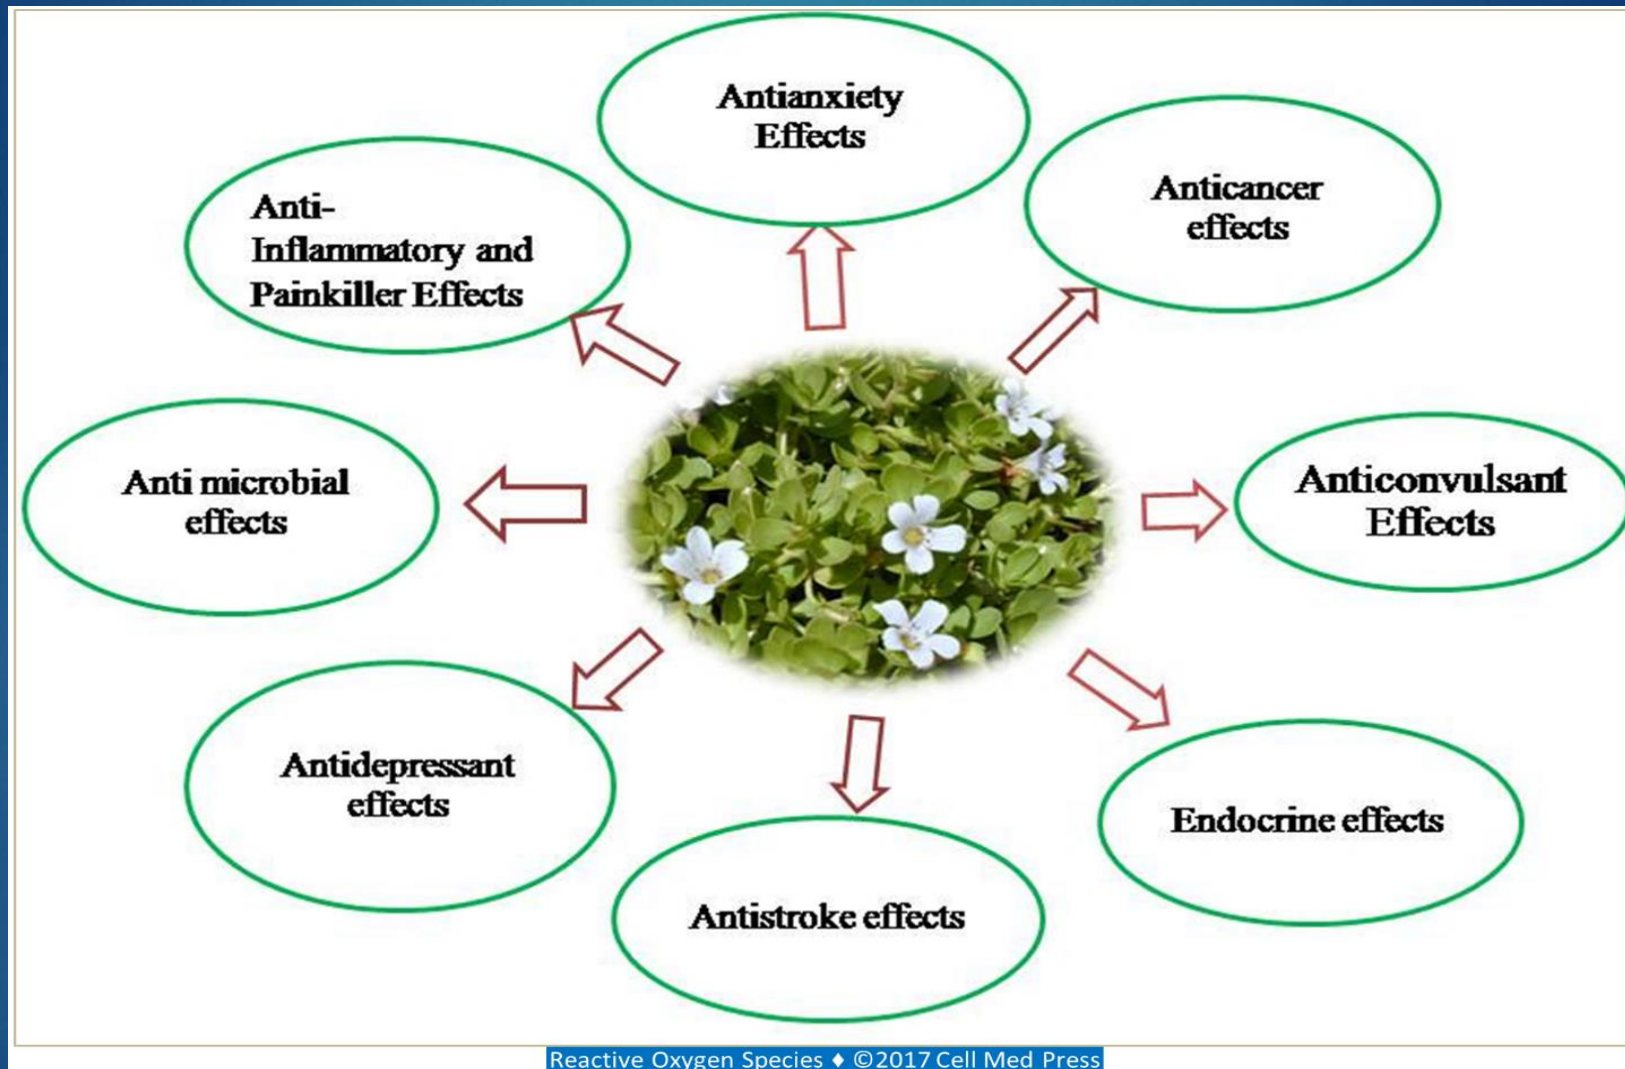 Antianxiety
Effects
Anticancer
effects
Anti-
Inflammatory and
Painkiller Effects
Anti microbial
effects
Anticonvulsant
Effects
Antidepressant
effects
Endocrine effects
Antistroke effects
Reactive Oxygen Species ♦ ©2017 Cell Med Press